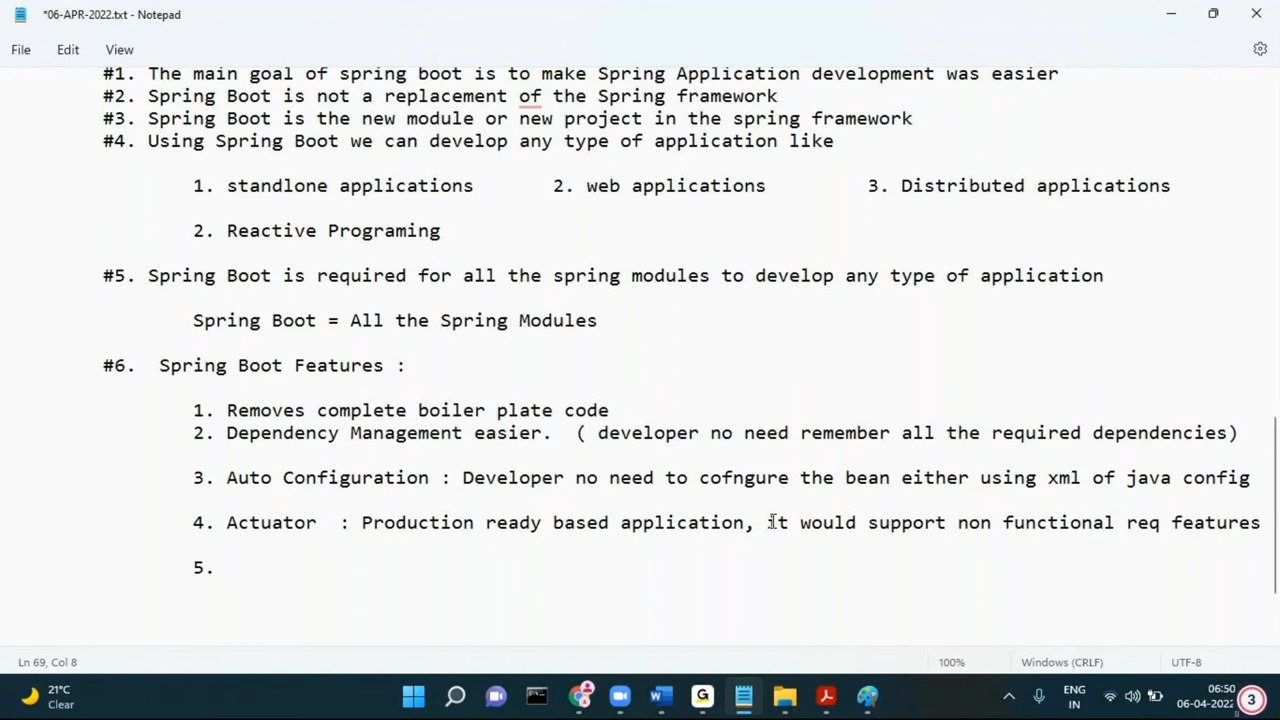 *06-APR-2022.txt - Notepad
File Edit View
#1. The main goal of spring boot is to make Spring Application development was easier
#2. Spring Boot is not a replacement of the Spring framework
#3. Spring Boot is the new module or new project in the spring framework
#4. Using Spring Boot we can develop any type of application like
1. standlone applications 2. web applications 3. Distributed applications
2. Reactive Programing
#5. Spring Boot is required for all the spring modules to develop any type of application
Spring Boot = All the Spring Modules
#6. Spring Boot Features :
1. Removes complete boiler plate code
2. Dependency Management easier. ( developer no need remember all the required dependencies)
3. Auto Configuration : Developer no need to cofngure the bean either using xml of java config
4. Actuator : Production ready based application, it would support non functional req features
5.
Ln 69, Col 8 100% Windows (CRLF) UTF-8
21°C
Clear
W
G
ENG
IN
06:50
06-04-2022
3